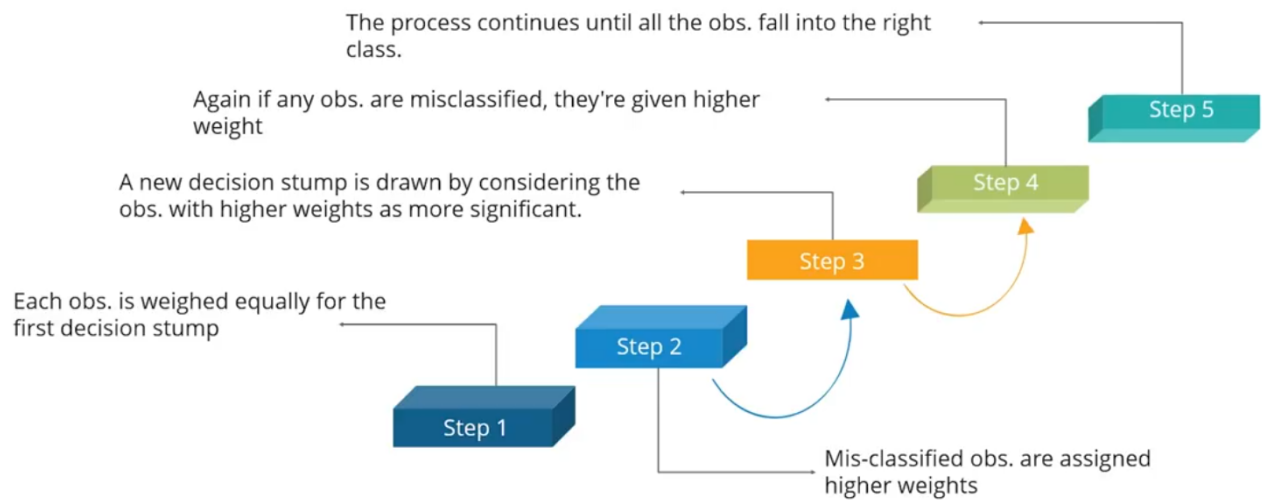 The process continues until all the obs. fall into the right
class.
Step 5
Again if any obs. are misclassified, they're given higher
weight
Step 4
A new decision stump is drawn by considering the
obs. with higher weights as more significant.
Step 3
Each obs. is weighed equally for the
first decision stump
Step 2
Step 1
Mis-classified obs. are assigned
higher weights